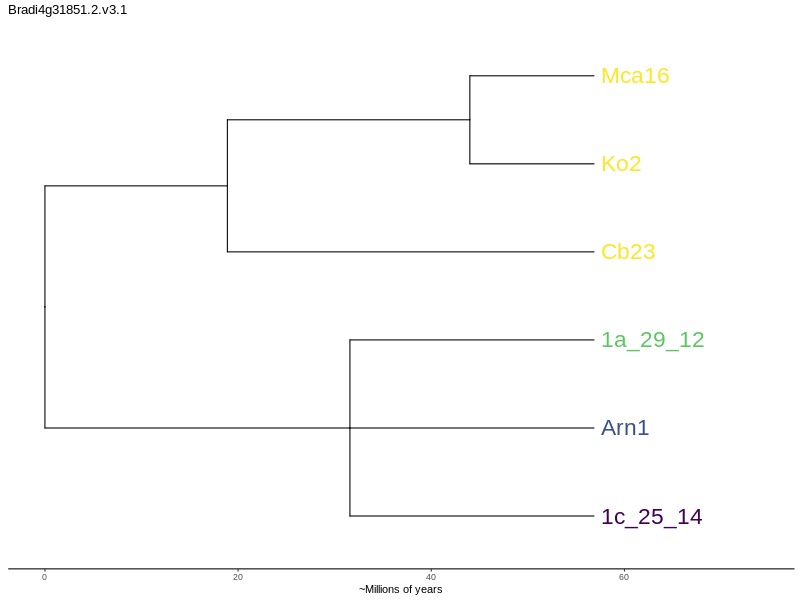 Bradi4g31851.2.v3.1
Mca16
Ko2
Cb23
1a_29_12
Arn1
1c_25_14
0 20 40 60
~Millions of years